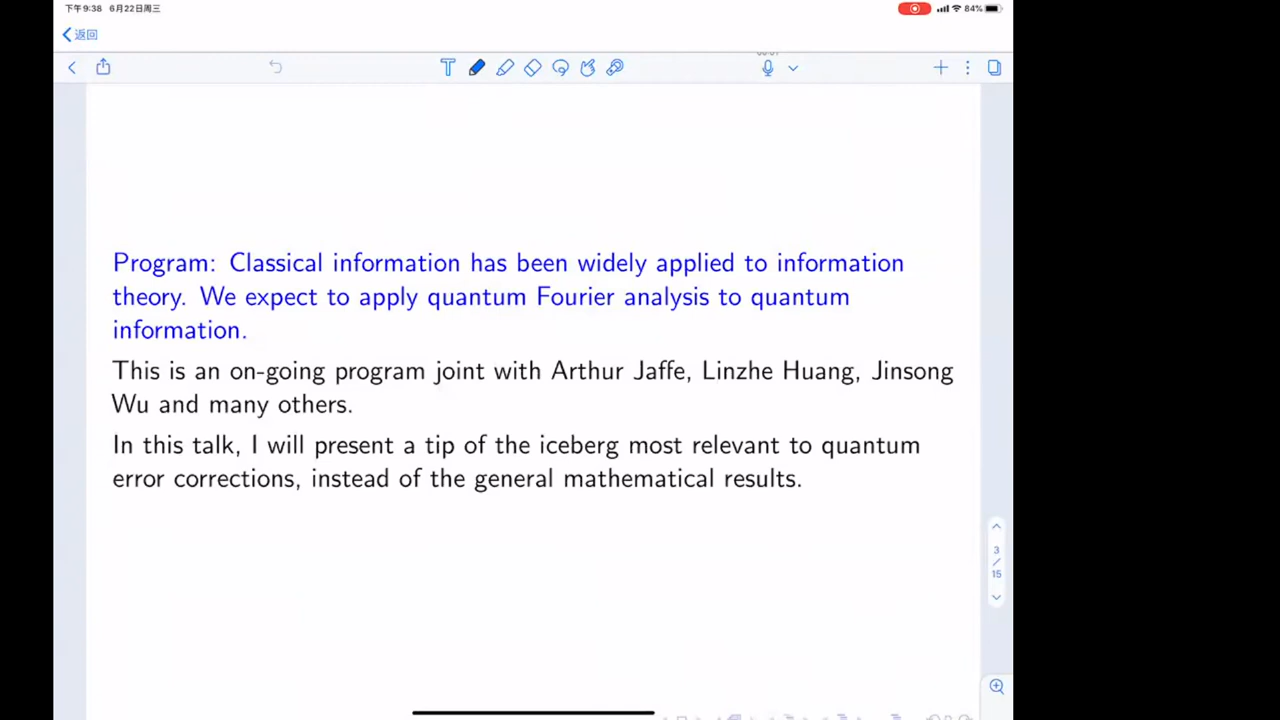 下午9:38 6月22日周三
84%
返回
Program: Classical information has been widely applied to information
theory. We expect to apply quantum Fourier analysis to quantum
information.
This is an on-going program joint with Arthur Jaffe, Linzhe Huang, Jinsong
Wu and many others.
In this talk, I will present a tip of the iceberg most relevant to quantum
error corrections, instead of the general mathematical results.
3
/
15